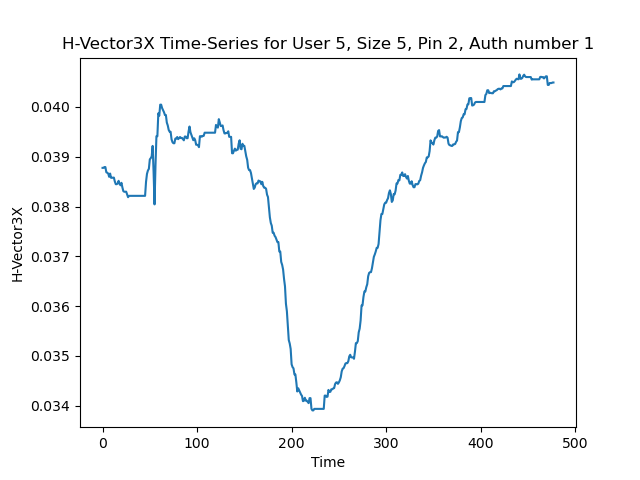 H-Vector3X Time-Series for User 5, Size 5, Pin 2, Auth number 1
H-Vector3X
0.040
0.039
0.038
0.037
0.036
0.035
0.034
0 100 200 300 400 500
Time